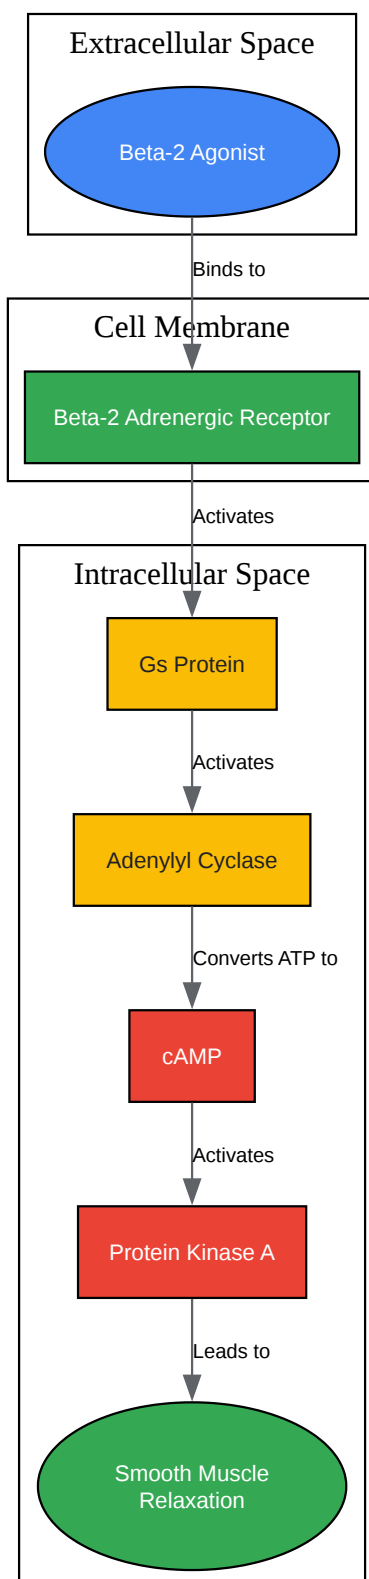 Extracellular Space
Beta-2 Agonist
Binds to
Cell Membrane
Beta-2 Adrenergic Receptor
Activates
Intracellular Space
Gs Protein
Activates
Adenylyl Cyclase
Converts ATP to
cAMP
Activates
Protein Kinase A
Leads to
Smooth Muscle
Relaxation